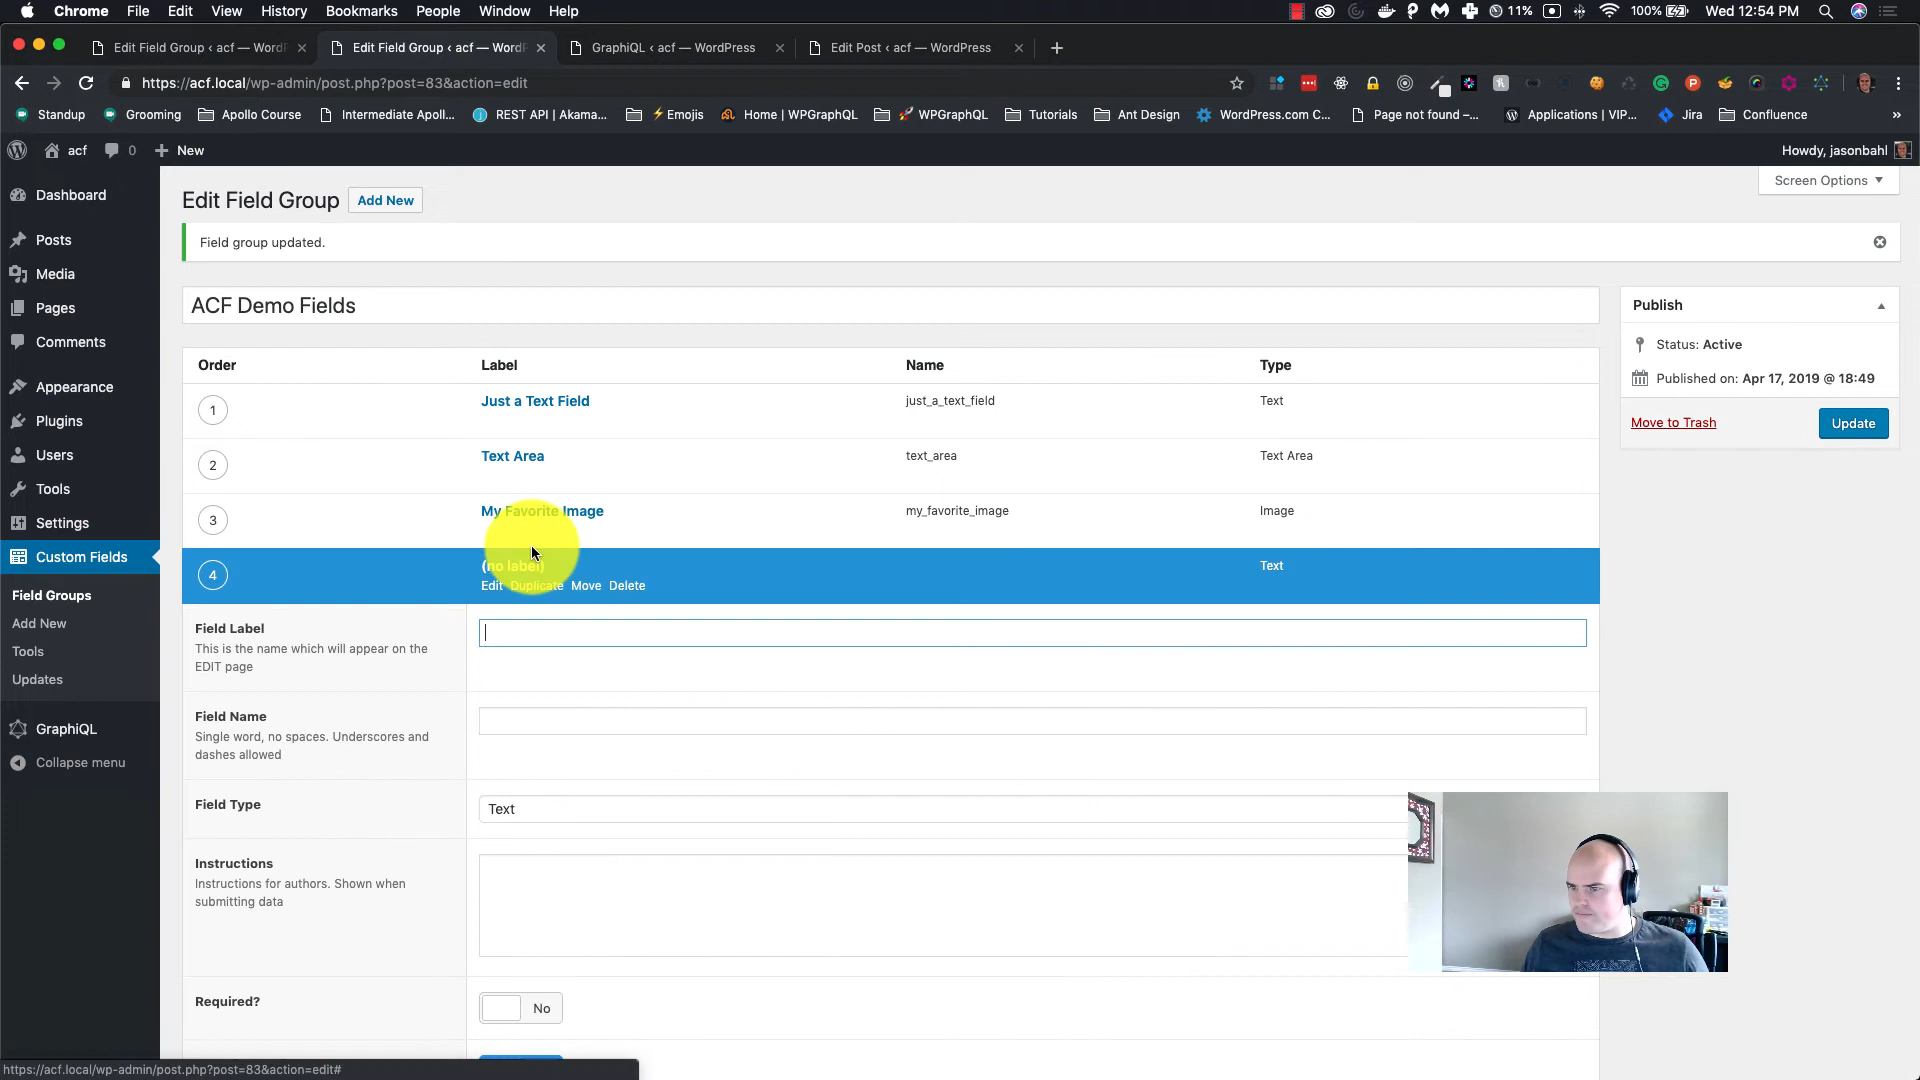 Chrome File Edit View History Bookmarks People Window Help 11% 100% Wed 12:54 PM
Edit Field Group ‹ acf — WordP
Edit Field Group ‹ acf — WordP
GraphiQL ‹ acf — WordPress
Edit Post ‹ acf — WordPress
https://acf.local/wp-admin/post.php?post=83&action=edit
Standup Grooming Apollo Course Intermediate Apoll... REST API | Akama... ⚡Emojis Home | WPGraphQL 🚀 WPGraphQL Tutorials Ant Design WordPress.com C... Page not found –... Applications | VIP... Jira Confluence »
acf 0 + New Howdy, jasonbahl
Screen Options ▼
Dashboard
Posts
Media
Pages
Comments
Appearance
Plugins
Users
Tools
Settings
Custom Fields
Field Groups
Add New
Tools
Updates
GraphiQL
Collapse menu
Edit Field Group Add New
Field group updated.
ACF Demo Fields
Order Label Name Type
1 Just a Text Field just_a_text_field Text
2 Text Area text_area Text Area
3 My Favorite Image my_favorite_image Image
4 (no label) Text
Edit Duplicate Move Delete
Field Label
This is the name which will appear on the
EDIT page
Field Name
Single word, no spaces. Underscores and
dashes allowed
Field Type Text
Instructions
Instructions for authors. Shown when
submitting data
Required? No
Publish
Status: Active
Published on: Apr 17, 2019 @ 18:49
Move to Trash Update
https://acf.local/wp-admin/post.php?post=83&action=edit#